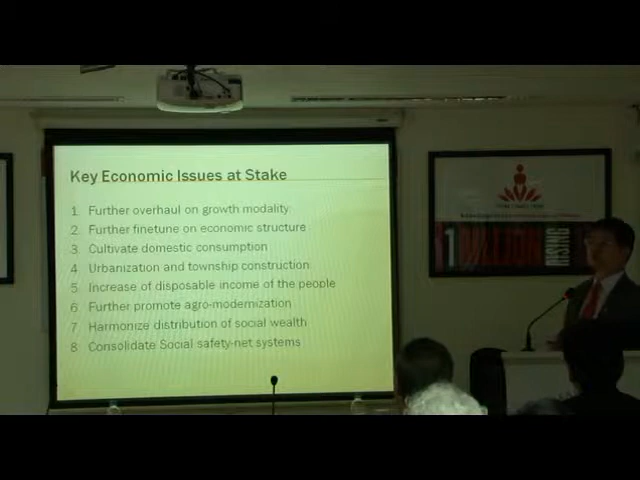 Key Economic Issues at Stake
1. Further overhaul on growth modality.
2. Further finetune on economic structure
3. Cultivate domestic consumption
4. Urbanization and township construction.
5. Increase of disposable income of the people
6. Further promote agro-modernization
7. Harmonize distribution of social wealth
8. Consolidate Social safety-net systems
1 BILLION
RISING